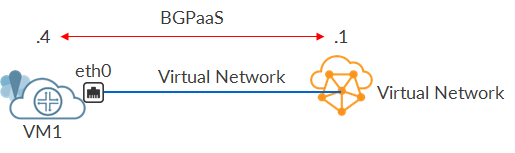 BGPaaS
.4
.1
eth0
Virtual Network
Virtual Network
VM1